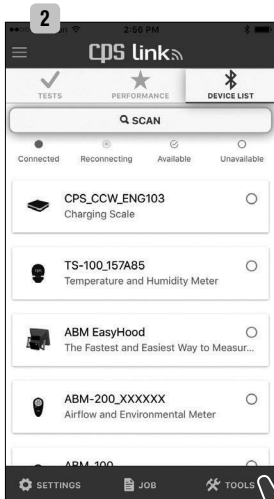 2
2:56 PM
cps link
TESTS
PERFORMANCE
DEVICE LIST
SCAN
Connected
Reconnecting
Available
Unavailable
CPS_CCW_ENG103
Charging Scale
TS-100_157A85
Temperature and Humidity Meter
ABM EasyHood
The Fastest and Easiest Way to Measur...
ABM-200_XXXXXX
Airflow and Environmental Meter
ABM-100
SETTINGS
JOB
TOOLS